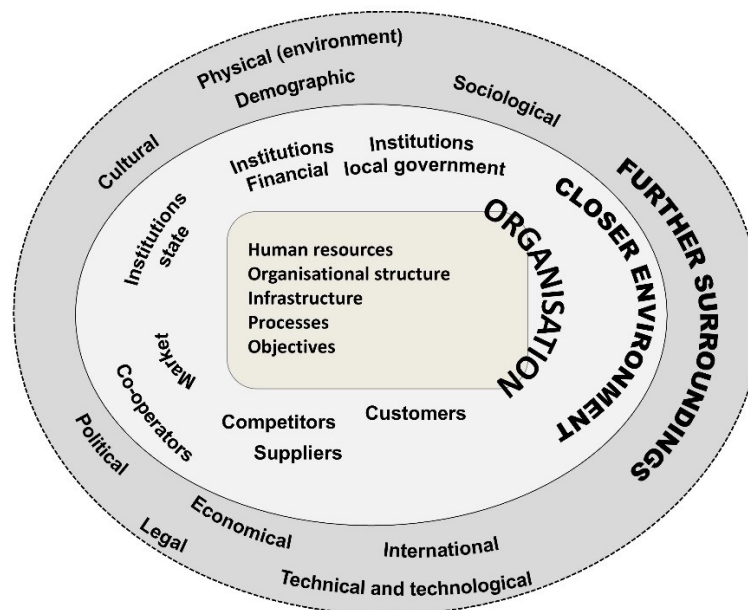 Physical (environment)
Demographic
Sociological
Cultural
Institutions
Financial
Institutions
local government
Institutions
state
ORGANISATION
CLOSER ENVIRONMENT
FURTHER SURROUNDINGS
Human resources
Organisational structure
Infrastructure
Processes
Objectives
Market
Co-operators
Competitors
Suppliers
Customers
Political
Legal
Economical
International
Technical and technological